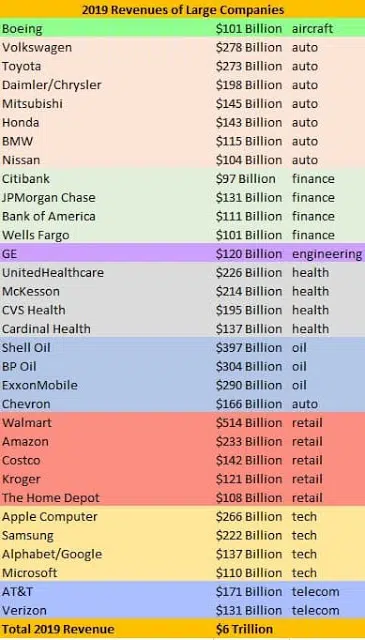 2019 Revenues of Large Companies
Boeing $101 Billion aircraft
Volkswagen $278 Billion auto
Toyota $273 Billion auto
Daimler/Chrysler $198 Billion auto
Mitsubishi $145 Billion auto
Honda $143 Billion auto
BMW $115 Billion auto
Nissan $104 Billion auto
Citibank $97 Billion finance
JPMorgan Chase $131 Billion finance
Bank of America $111 Billion finance
Wells Fargo $101 Billion finance
GE $120 Billion engineering
UnitedHealthcare $226 Billion health
McKesson $214 Billion health
CVS Health $195 Billion health
Cardinal Health $137 Billion health
Shell Oil $397 Billion oil
BP Oil $304 Billion oil
ExxonMobile $290 Billion oil
Chevron $166 Billion auto
Walmart $514 Billion retail
Amazon $233 Billion retail
Costco $142 Billion retail
Kroger $121 Billion retail
The Home Depot $108 Billion retail
Apple Computer $266 Billion tech
Samsung $222 Billion tech
Alphabet/Google $137 Billion tech
Microsoft $110 Billion tech
AT&T $171 Billion telecom
Verizon $131 Billion telecom
Total 2019 Revenue $6 Trillion